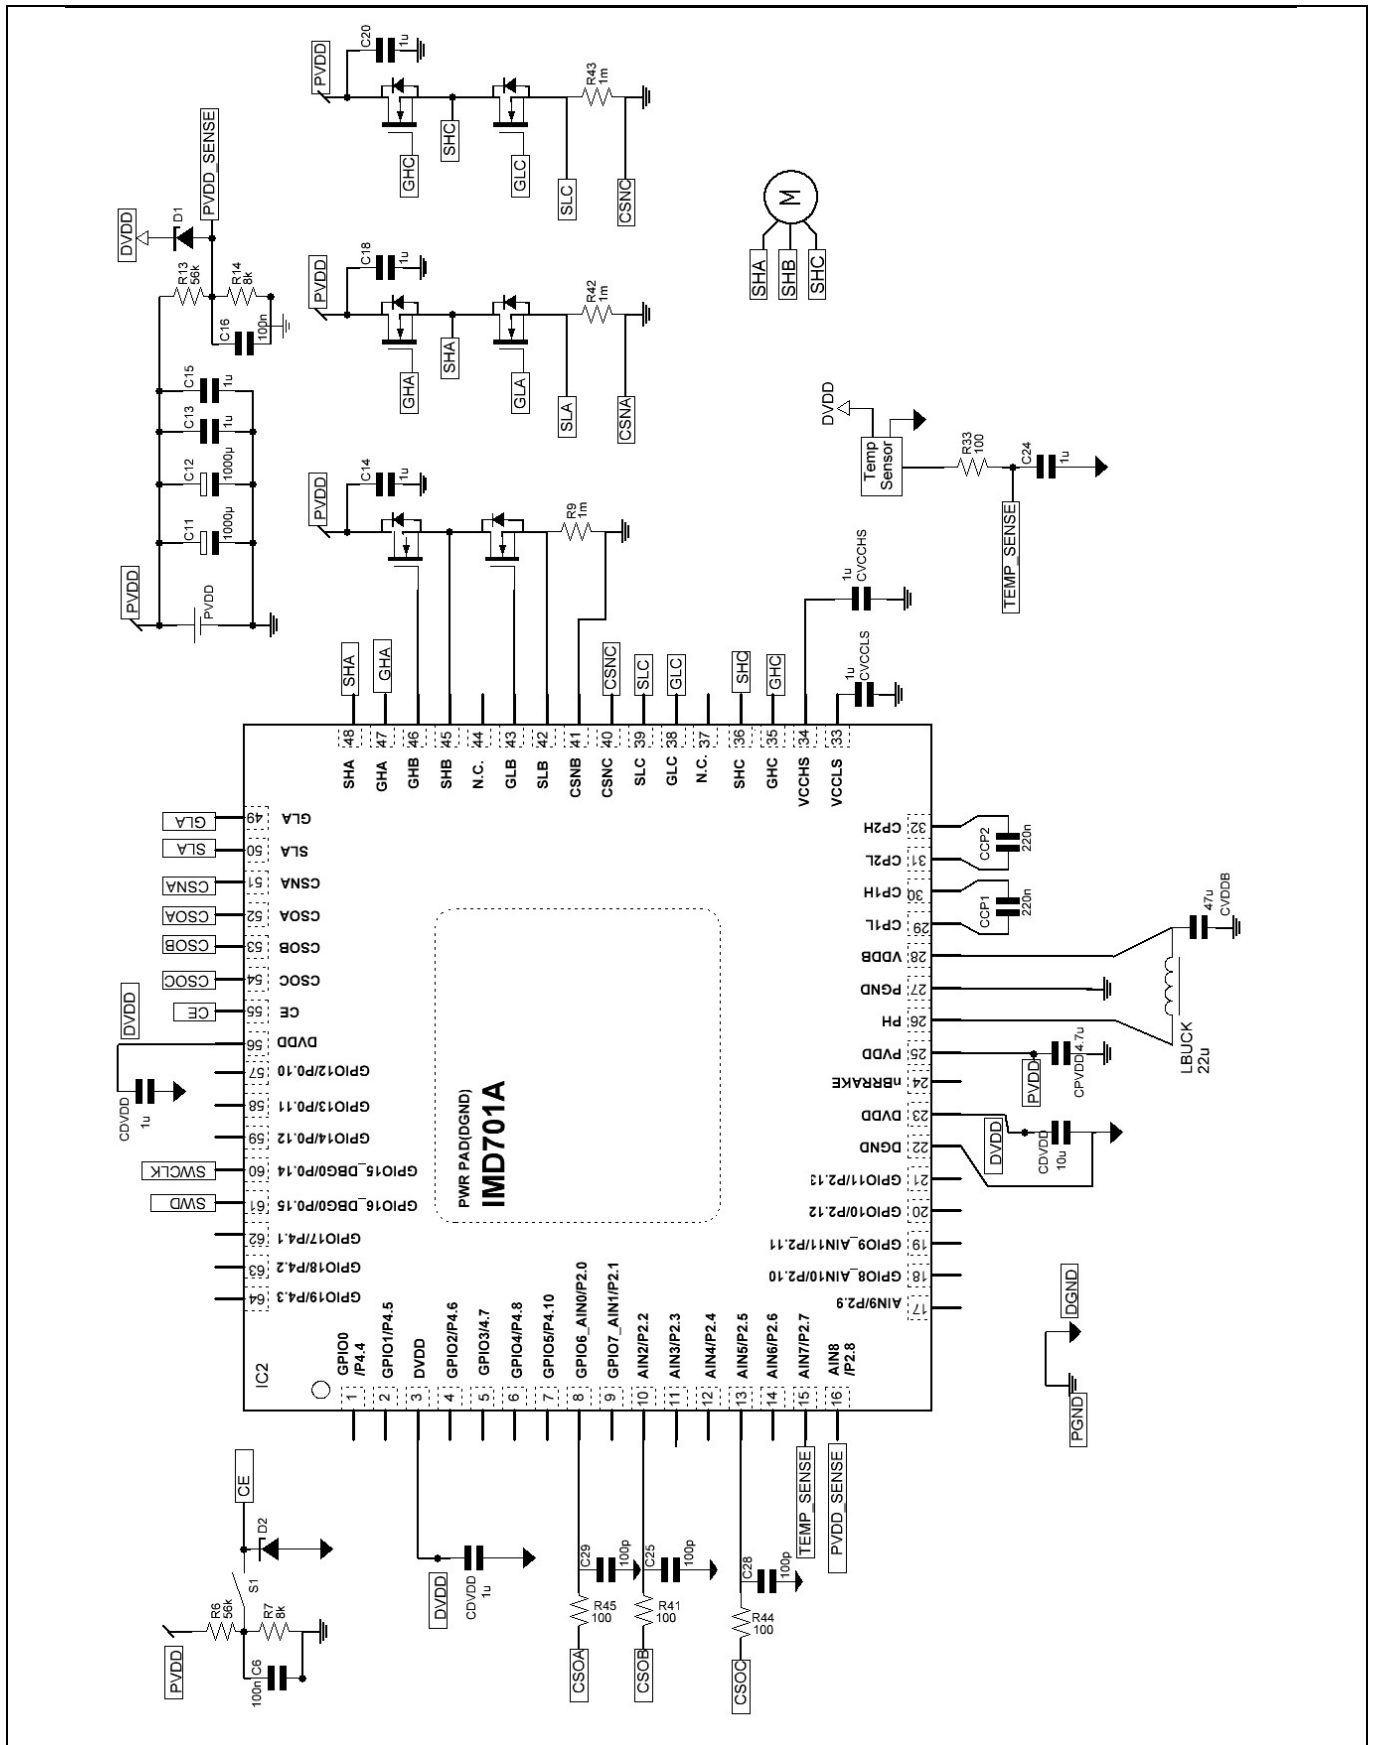 PVDD
C20
1u
GHC
SHC
GLC
R43
1m
SLC
CSNC
DVDD
D1
PVDD_SENSE
R13
56k
R14
8k
C16
100n
C15
1u
C13
1u
C12
1000µ
C11
1000µ
PVDD
PVDD
PVDD
C18
1u
GHA
SHA
GLA
R42
1m
SLA
CSNA
PVDD
C14
1u
R9
1m
M
SHA
SHB
SHC
DVDD
Temp
Sensor
R33
100
C24
1u
TEMP_SENSE
1u
CVCCHS
1u
CVCCLS
SHA
GHA
CSNC
SLC
GLC
SHC
GHC
48
47
46
45
44
43
42
41
40
39
38
37
36
35
34
33
SHA
GHA
GHB
SHB
N.C.
GLB
SLB
CSNB
CSNC
SLC
GLC
N.C.
SHC
GHC
VCCHS
VCCLS
GLA
49
GLA
SLA
50
SLA
CSNA
51
CSNA
CSOA
52
CSOA
CSOB
53
CSOB
CSOC
54
CSOC
CE
55
CE
DVDD
56
DVDD
CDVDD
1u
57
GPIO12/P0.10
58
GPIO13/P0.11
59
GPIO14/P0.12
SWCLK
60
GPIO15_DBG0/P0.14
SWD
61
GPIO16_DBG0/P0.15
62
GPIO17/P4.1
63
GPIO18/P4.2
64
GPIO19/P4.3
PWR PAD(DGND)
IMD701A
CP2H
32
CP2L
31
CCP2
220n
CP1H
30
CP1L
29
CCP1
220n
VDDB
28
47u
CVDDB
PGND
27
PH
26
LBUCK
22u
PVDD
25
PVDD
CPVDD
4.7u
nBRRAKE
24
DVDD
23
DVDD
CDVDD
10u
DGND
22
GPIO11/P2.13
21
GPIO10/P2.12
20
GPIO9_AIN11/P2.11
19
GPIO8_AIN10/P2.10
18
AIN9/P2.9
17
IC2
GPIO0
/P4.4
GPIO1/P4.5
DVDD
GPIO2/P4.6
GPIO3/4.7
GPIO4/P4.8
GPIO5/P4.10
GPIO6_AIN0/P2.0
GPIO7_AIN1/P2.1
AIN2/P2.2
AIN3/P2.3
AIN4/P2.4
AIN5/P2.5
AIN6/P2.6
AIN7/P2.7
AIN8
/P2.8
1
2
3
4
5
6
7
8
9
10
11
12
13
14
15
16
DGND
PGND
CE
D2
S1
R6
56k
R7
8k
PVDD
100n
C6
DVDD
CDVDD
1u
C29
100p
R45
100
CSOA
C25
100p
R41
100
CSOB
C28
100p
R44
100
CSOC
TEMP_SENSE
PVDD_SENSE